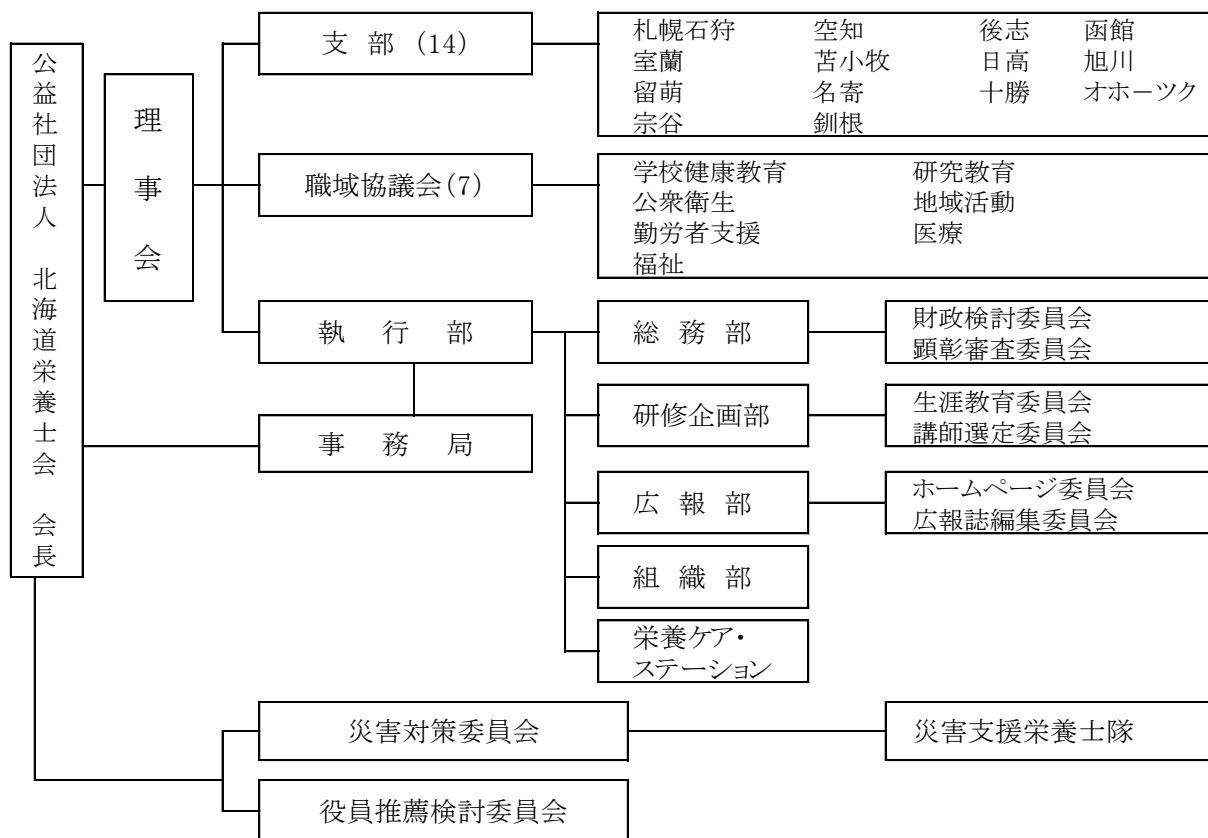 公益社団法人 北海道栄養士会 会長
理事会
支部(14)
札幌石狩 空知 後志 函館
室蘭 苫小牧 日高 旭川
留萌 名寄 十勝 オホーツク
宗谷 釧根
職域協議会(7)
学校健康教育 研究教育
公衆衛生 地域活動
勤労者支援 医療
福祉
執行部
事務局
総務部
財政検討委員会
顕彰審査委員会
研修企画部
生涯教育委員会
講師選定委員会
広報部
ホームページ委員会
広報誌編集委員会
組織部
栄養ケア・
ステーション
災害対策委員会
災害支援栄養士隊
役員推薦検討委員会